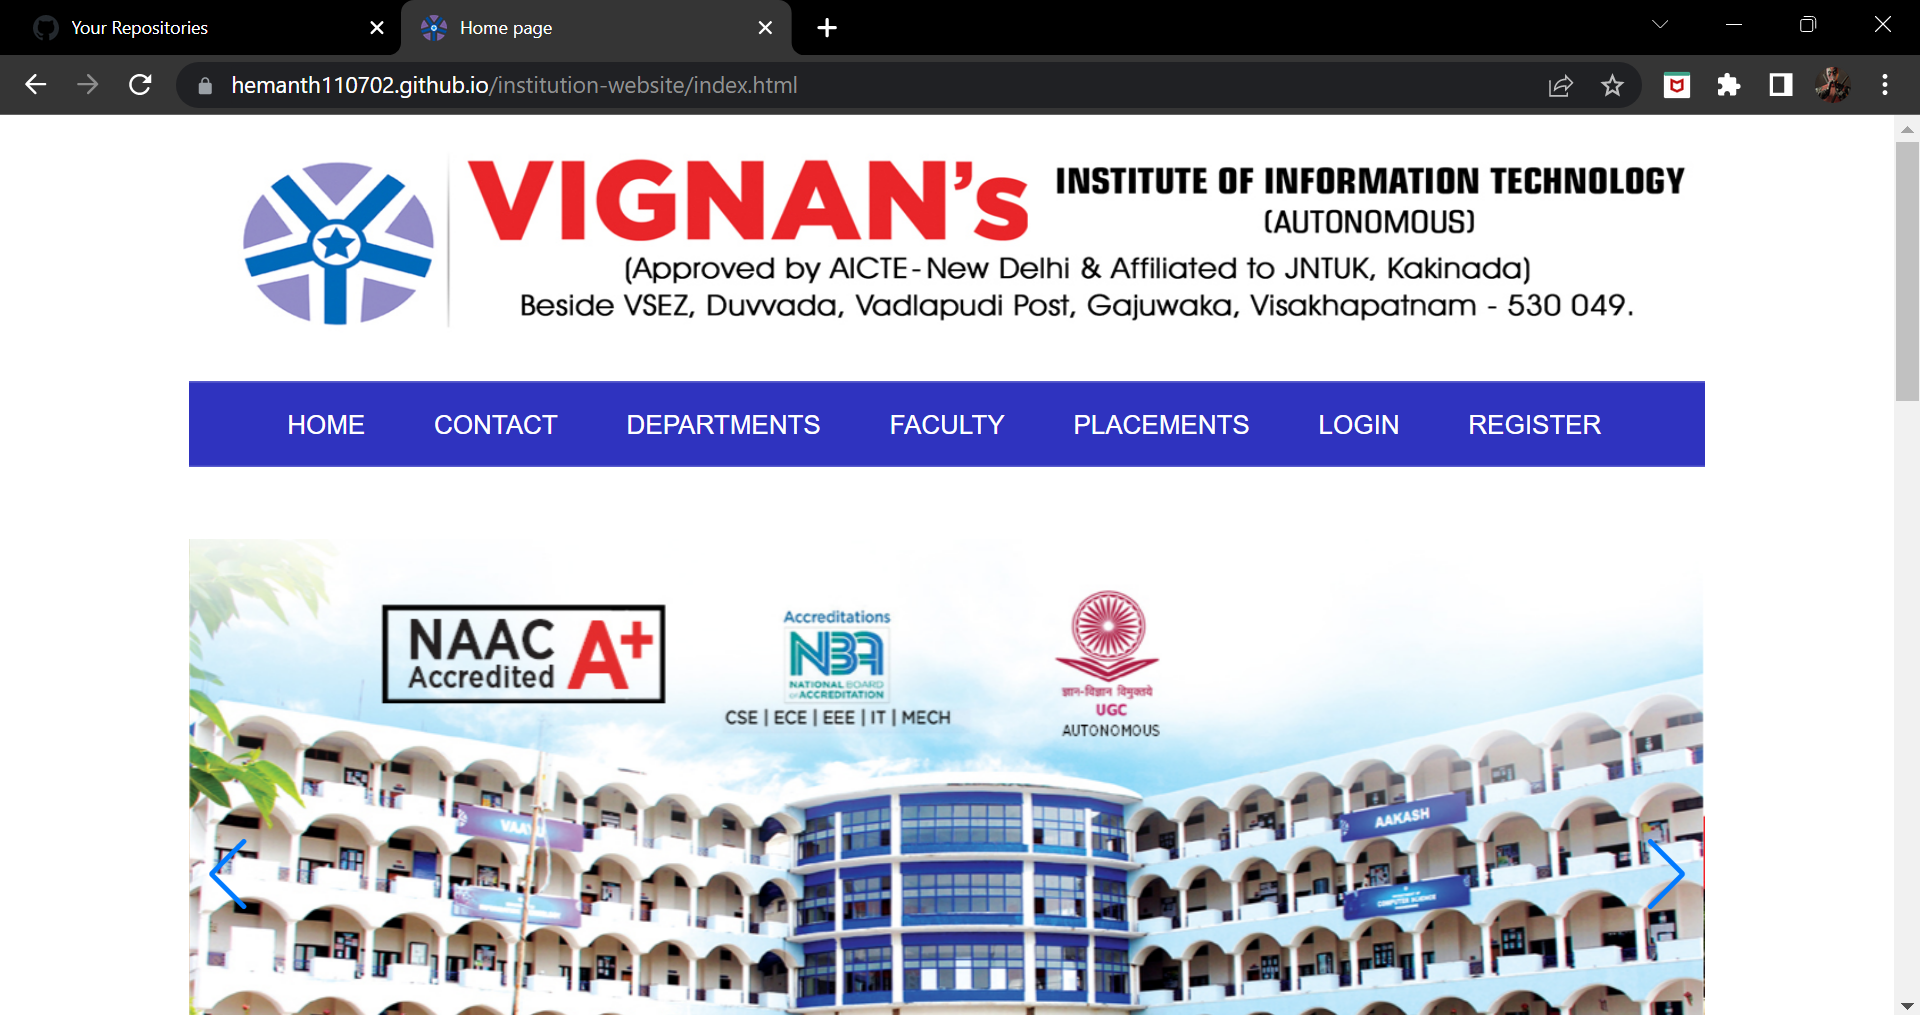 Your Repositories
Home page
hemanth110702.github.io/institution-website/index.html
VIGNAN's
INSTITUTE OF INFORMATION TECHNOLOGY
(AUTONOMOUS)
(Approved by AICTE-New Delhi & Affiliated to JNTUK, Kakinada)
Beside VSEZ, Duvvada, Vadlapudi Post, Gajuwaka, Visakhapatnam - 530 049.
HOME CONTACT DEPARTMENTS FACULTY PLACEMENTS LOGIN REGISTER
NAAC A+
Accredited
Accreditations
NBA
NATIONAL BOARD
of ACCREDITATION
CSE | ECE | EEE | IT | MECH
ज्ञान-विज्ञान विमुक्तये
UGC
AUTONOMOUS
VAAYU
AAKASH
COMPUTER SCIENCE